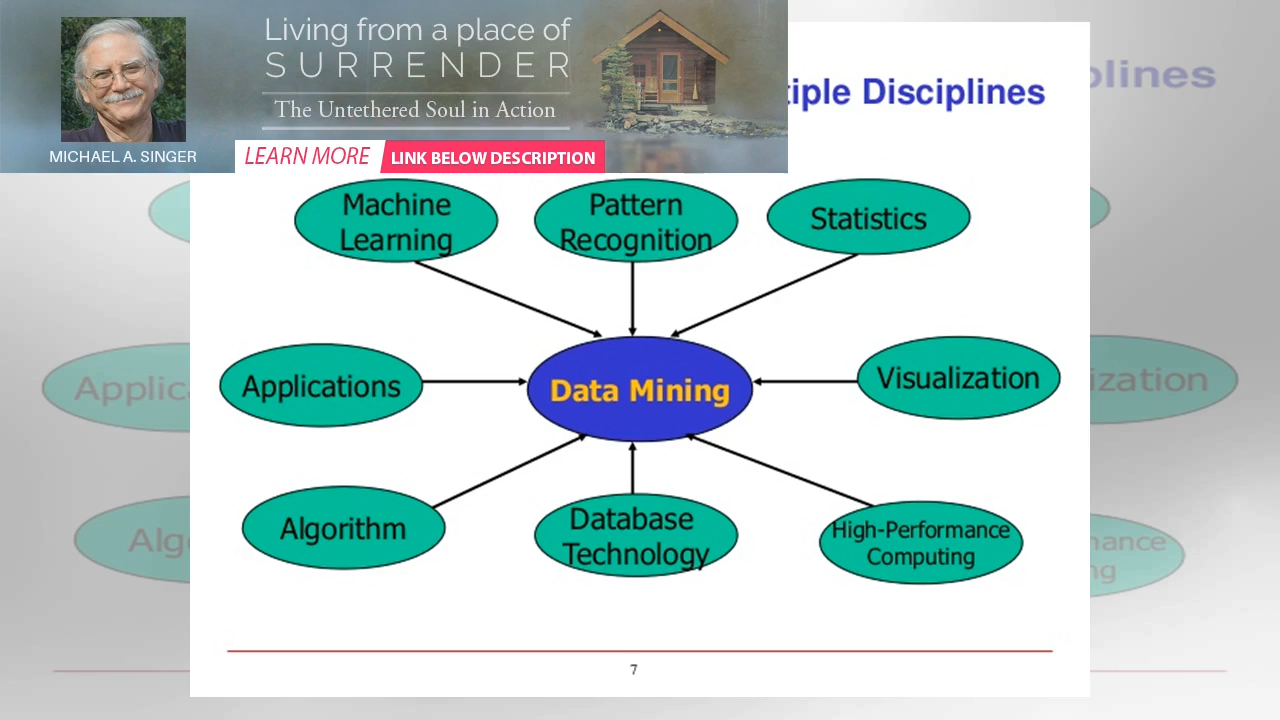 Living from a place of
SURRENDER
The Untethered Soul in Action
MICHAEL A. SINGER
LEARN MORE
LINK BELOW DESCRIPTION
Disciplines
Machine
Learning
Pattern
Recognition
Statistics
Applications
Data Mining
Visualization
Algorithm
Database
Technology
High-Performance
Computing
7